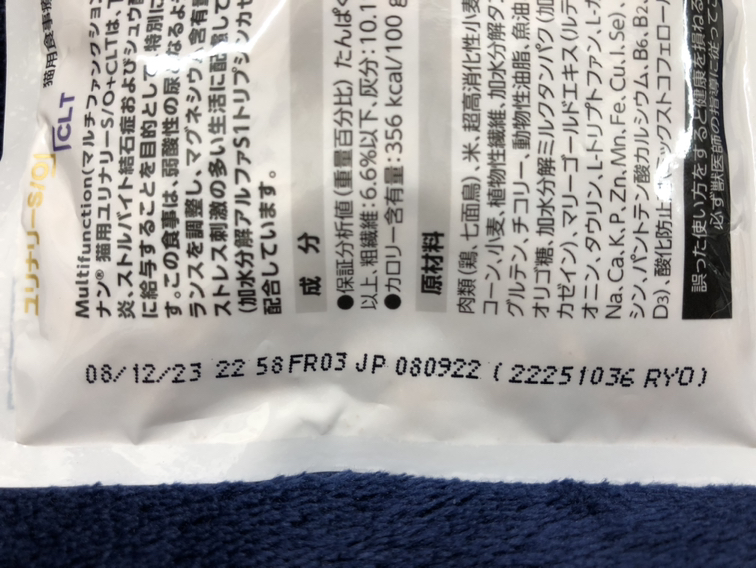 猫用食事療
ユリナリーS/O
「CLT
Multifunction(マルチファンクショ
ナン® 猫用ユリナリーS/O+CLTは、下
炎、ストルバイト結石症およびシュウ
に給与することを目的として、特別に
す。この食事は、弱酸性の尿になるよ
ランスを調整し、マグネシウム含有量
ストレス刺激の多い生活に配慮して
(加水分解アルファS1トリプシンカゼ
配合しています。
成 分
●保証分析値(重量百分比) たんぱく
以上、粗繊維:6.6%以下、灰分:10.1
●カロリー含有量:356 kcal/100 g
原材料
肉類(鶏、七面鳥)、米、超高消化性小麦
コーン、小麦、植物性繊維、加水分解タン
グルテン、チコリー、動物性油脂、魚油
オリゴ糖、加水分解ミルクタンパク(加
カゼイン)、マリーゴールドエキス(ルテ
オニン、タウリン、L-トリプトファン、L-カ
Na、Ca、K、P、Zn、Mn、Fe、Cu、I、Se)、
シン、パントテン酸カルシウム、B6、B2、
D3)、酸化防止剤(ミックストコフェロール
誤った使い方をすると健康を損ねる
必ず獣医師の指導に従って
08/12/23 22 58FR03 JP 080922 (22251036 RYO)